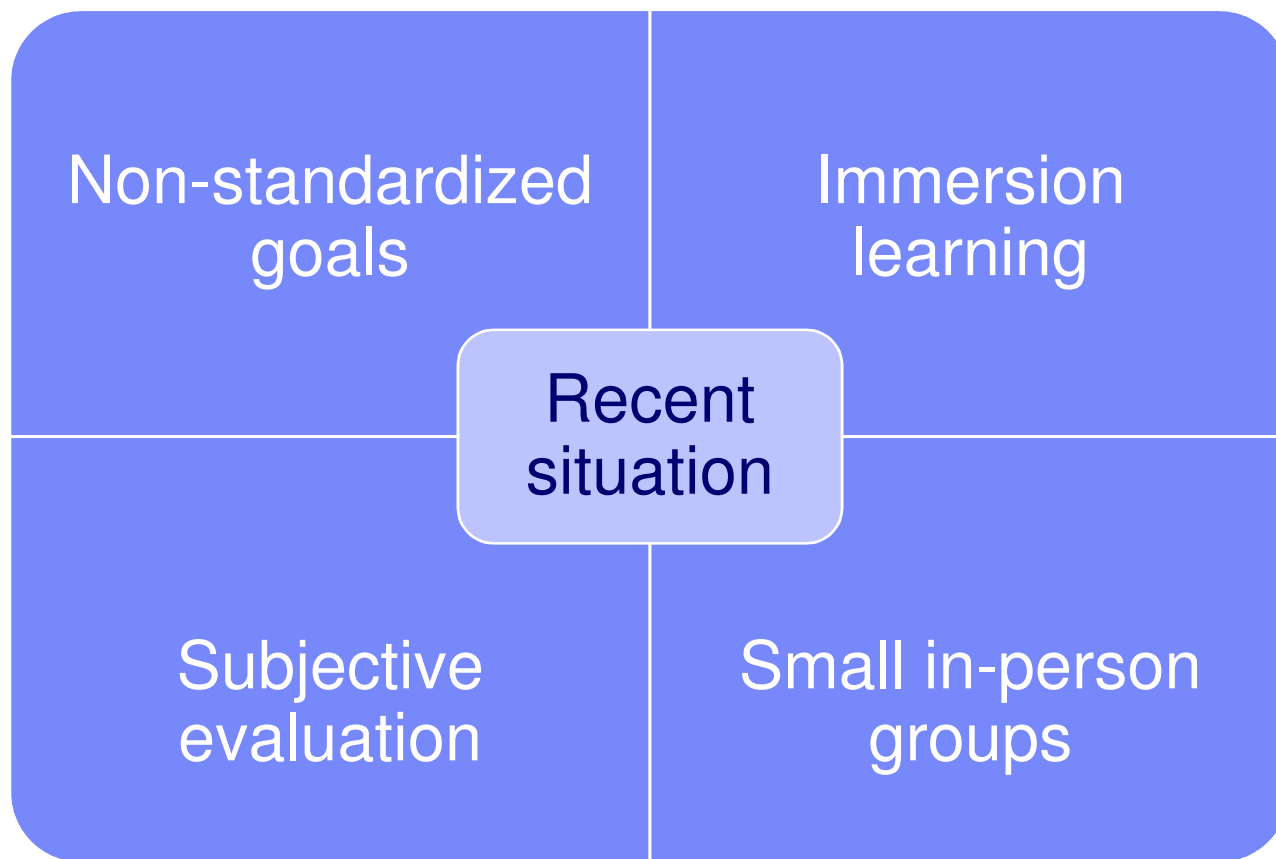 Non-standardized
goals
Immersion
learning
Recent
situation
Subjective
evaluation
Small in-person
groups